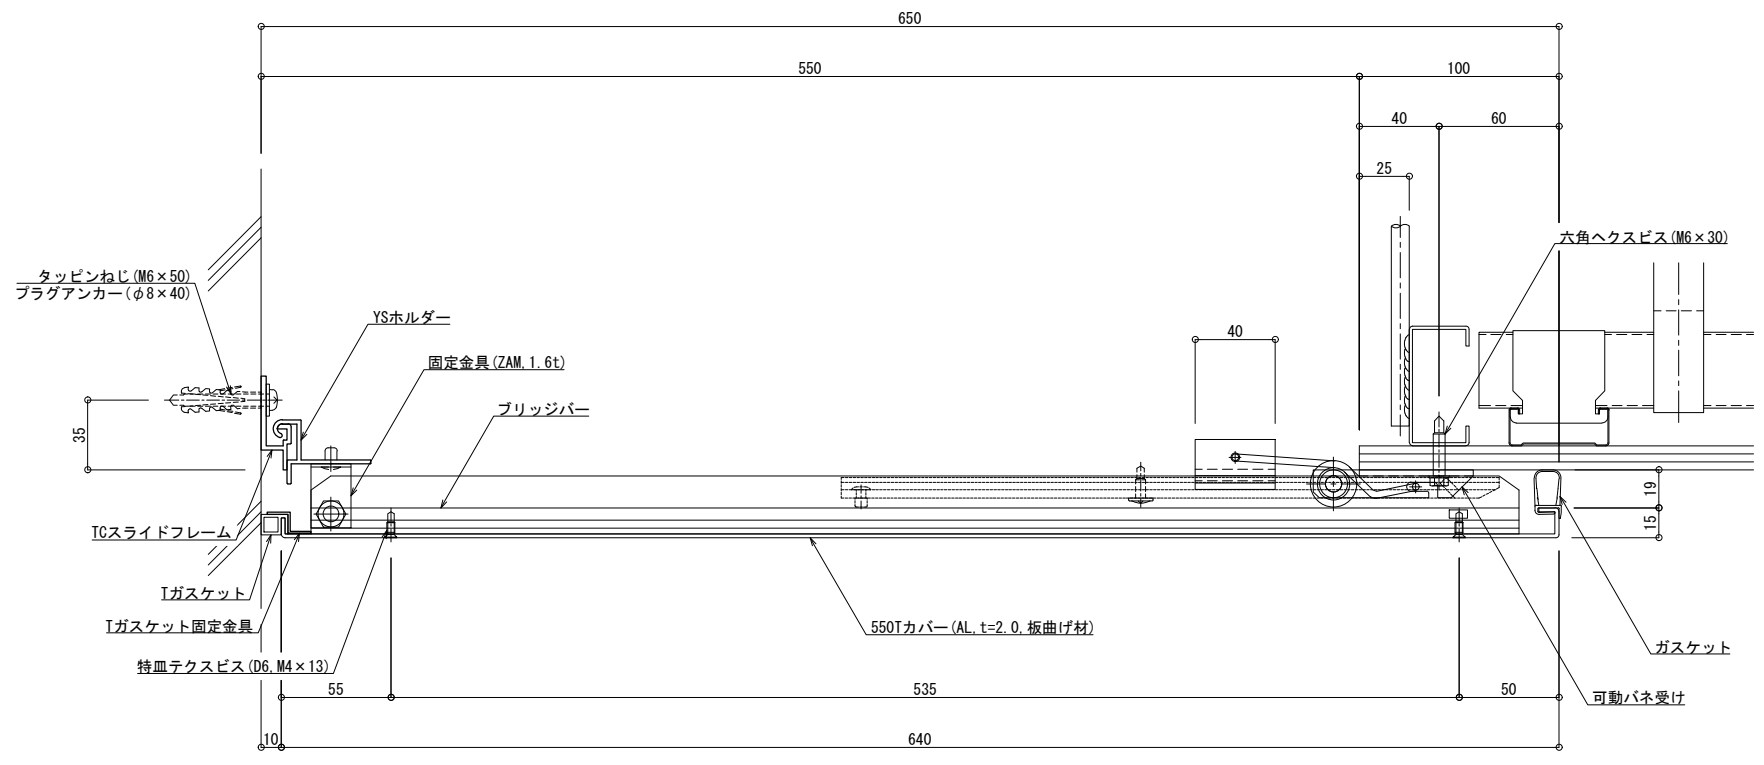 650
550
100
40
60
25
六角ヘクスビス(M6×30)
タッピンねじ(M6×50)
プラグアンカー(φ8×40)
YSホルダー
40
固定金具(ZAM,1.6t)
ブリッジバー
35
19
15
TCスライドフレーム
Tガスケット
Tガスケット固定金具
550Tカバー(AL,t=2.0,板曲げ材)
ガスケット
特皿テクスビス(D6,M4×13)
55
535
50
可動バネ受け
10
640